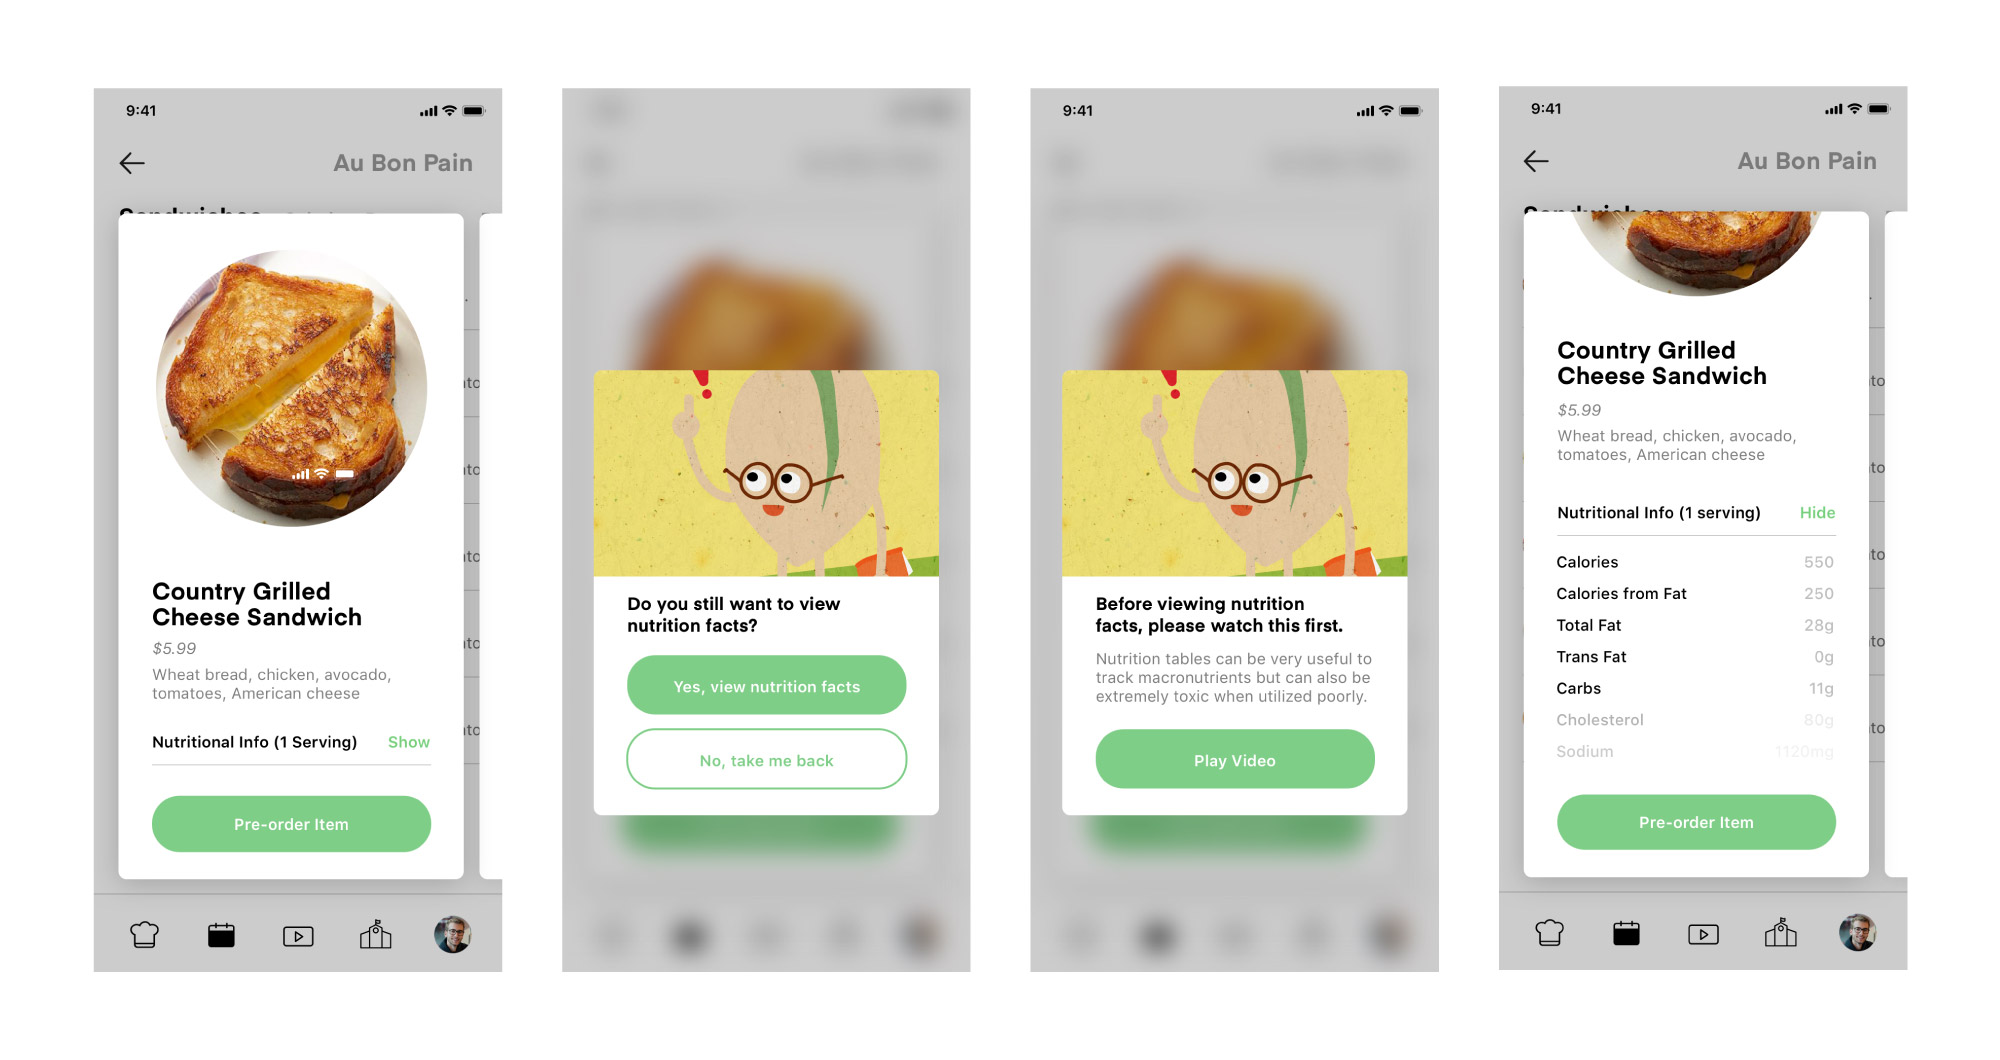 9:41
Au Bon Pain
Sandwiches
Country Grilled
Cheese Sandwich
$5.99
Wheat bread, chicken, avocado,
tomatoes, American cheese
Nutritional Info (1 Serving)
Show
Pre-order Item
Do you still want to view
nutrition facts?
Yes, view nutrition facts
No, take me back
9:41
Before viewing nutrition
facts, please watch this first.
Nutrition tables can be very useful to
track macronutrients but can also be
extremely toxic when utilized poorly.
Play Video
9:41
Au Bon Pain
Sandwiches
Country Grilled
Cheese Sandwich
$5.99
Wheat bread, chicken, avocado,
tomatoes, American cheese
Nutritional Info (1 serving)
Hide
Calories 550
Calories from Fat 250
Total Fat 28g
Trans Fat 0g
Carbs 11g
Cholesterol 80g
Sodium 1120mg
Pre-order Item